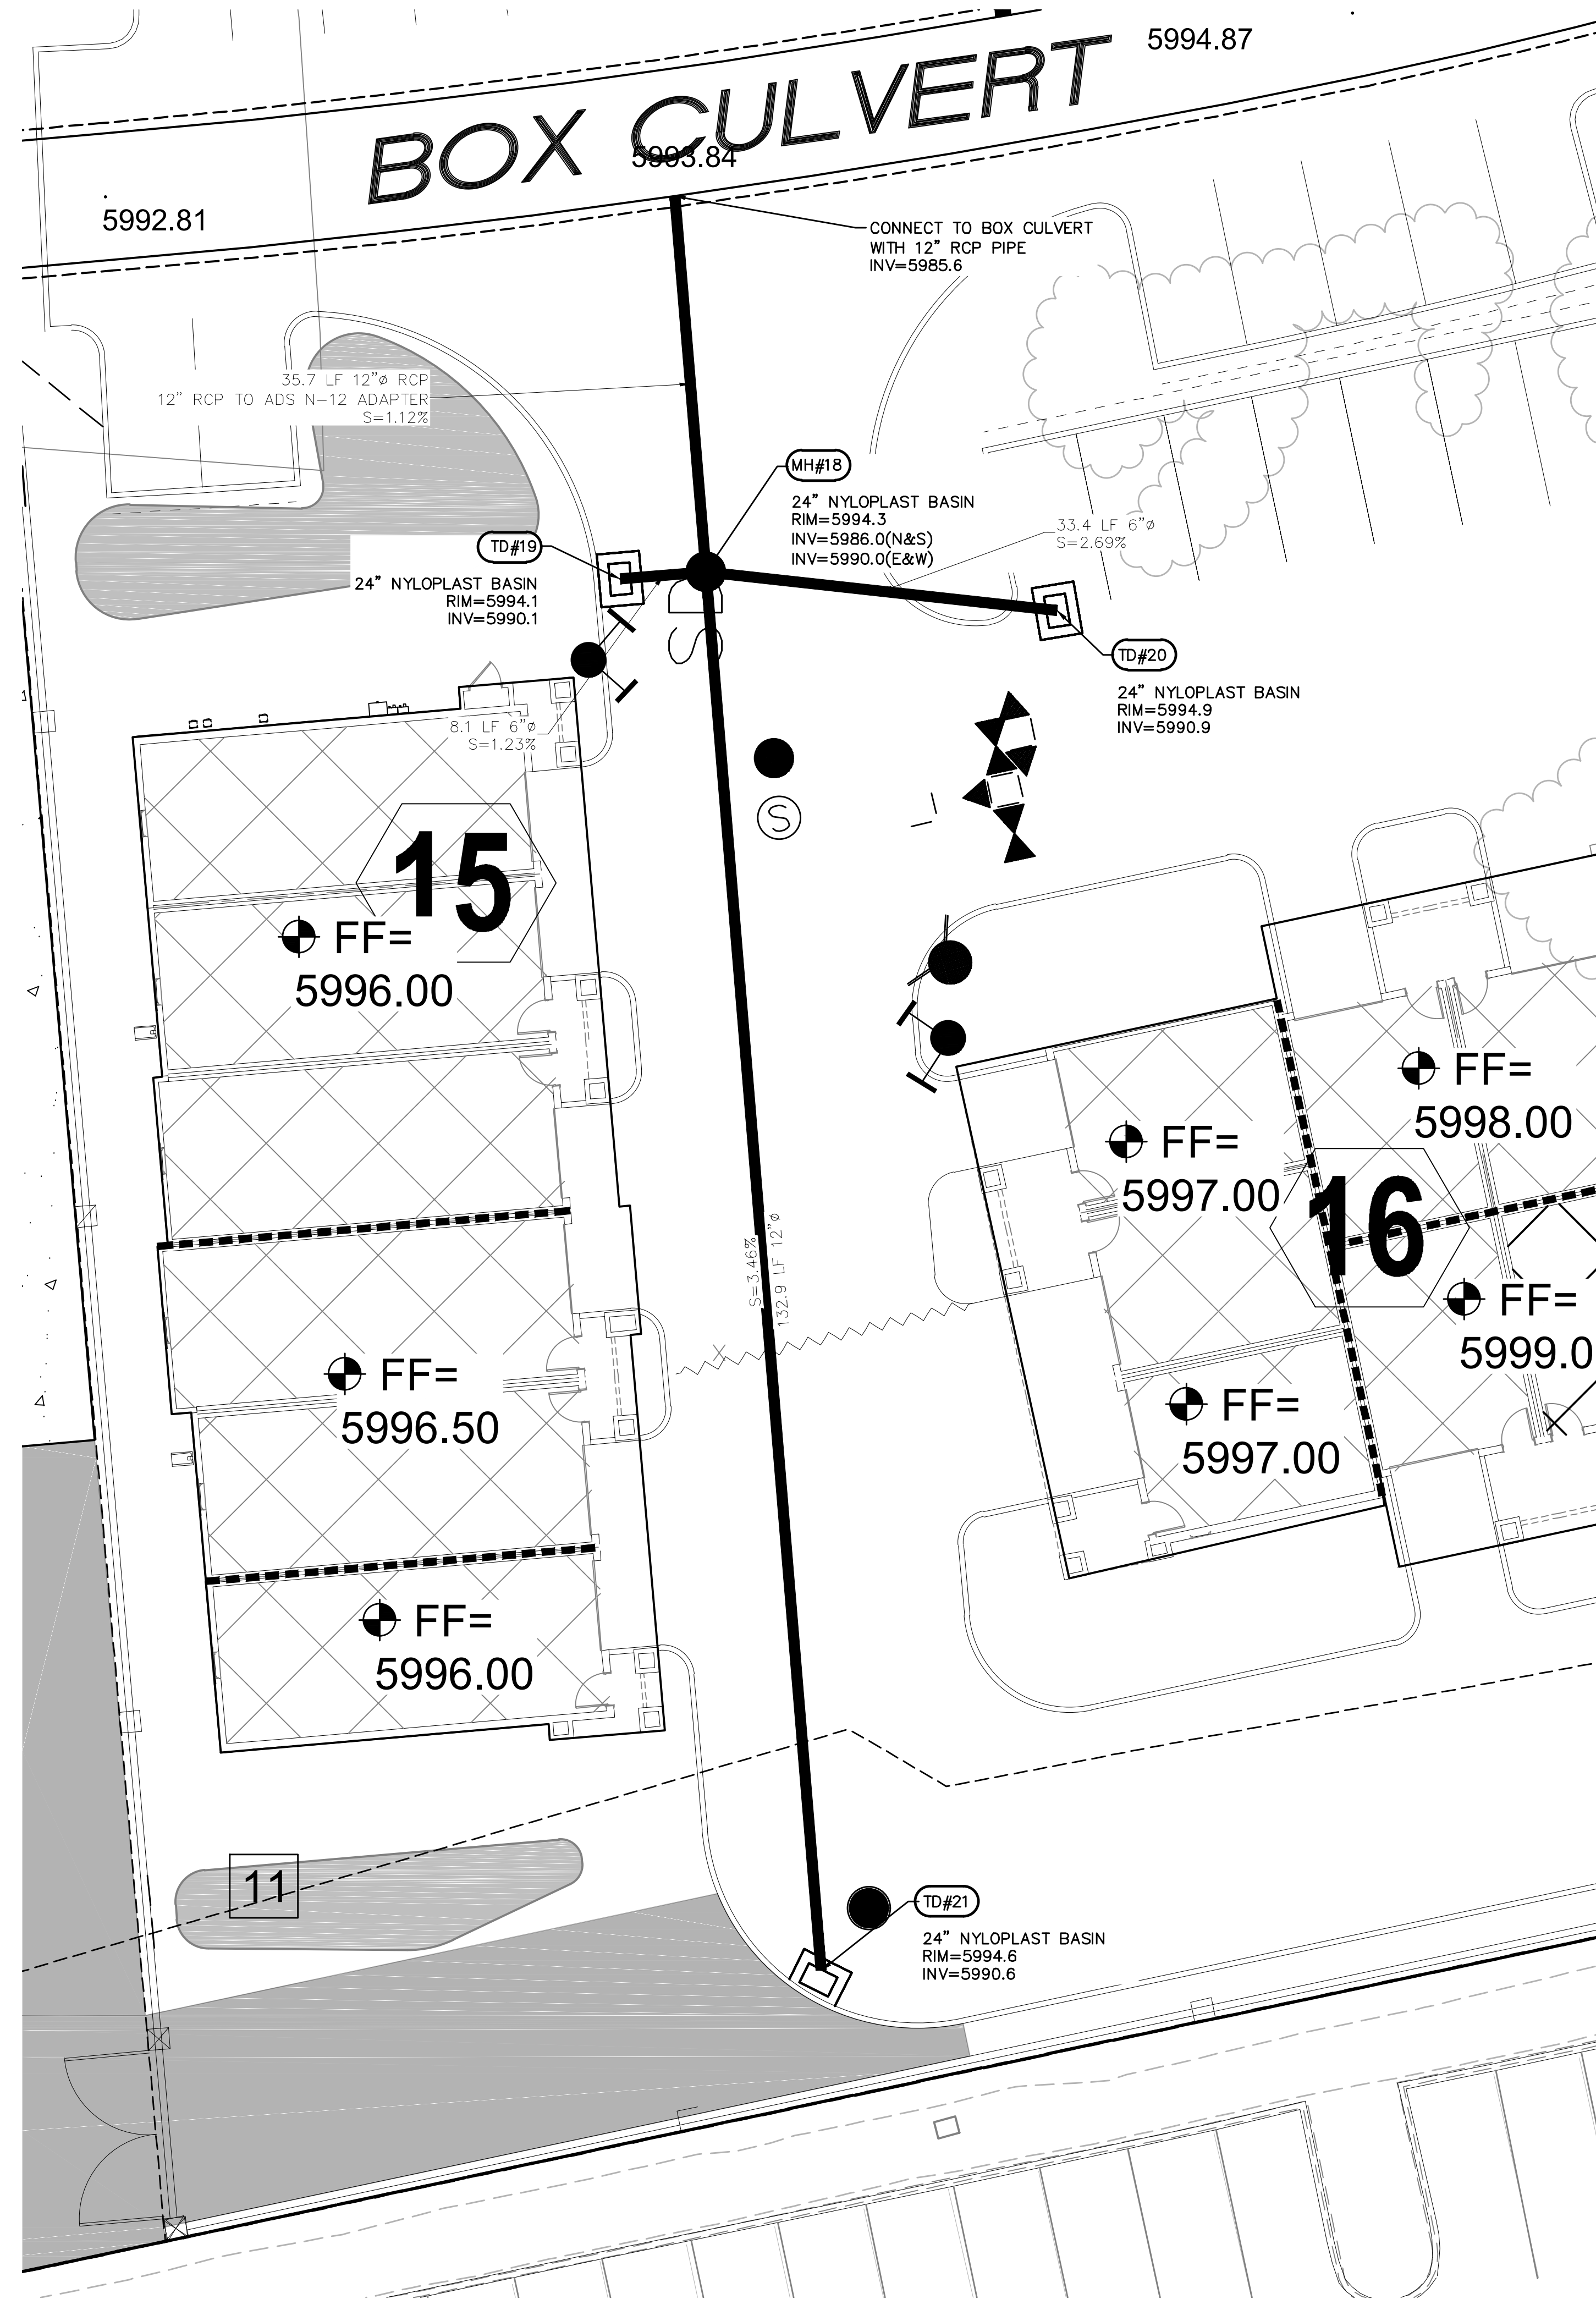 5994.87
BOX CULVERT
5993.84
5992.81
CONNECT TO BOX CULVERT
WITH 12" RCP PIPE
INV=5985.6
35.7 LF 12"ø RCP
12" RCP TO ADS N-12 ADAPTER
S=1.12%
MH#18
24" NYLOPLAST BASIN
RIM=5994.3
INV=5986.0(N&S)
INV=5990.0(E&W)
33.4 LF 6"ø
S=2.69%
TD#19
24" NYLOPLAST BASIN
RIM=5994.1
INV=5990.1
SD
TD#20
24" NYLOPLAST BASIN
RIM=5994.9
INV=5990.9
8.1 LF 6"ø
S=1.23%
S
15
FF=
5996.00
FF=
5998.00
FF=
5997.00
16
S=3.46%
132.9 LF 12"ø
FF=
5999.0
FF=
5996.50
FF=
5997.00
FF=
5996.00
11
TD#21
24" NYLOPLAST BASIN
RIM=5994.6
INV=5990.6